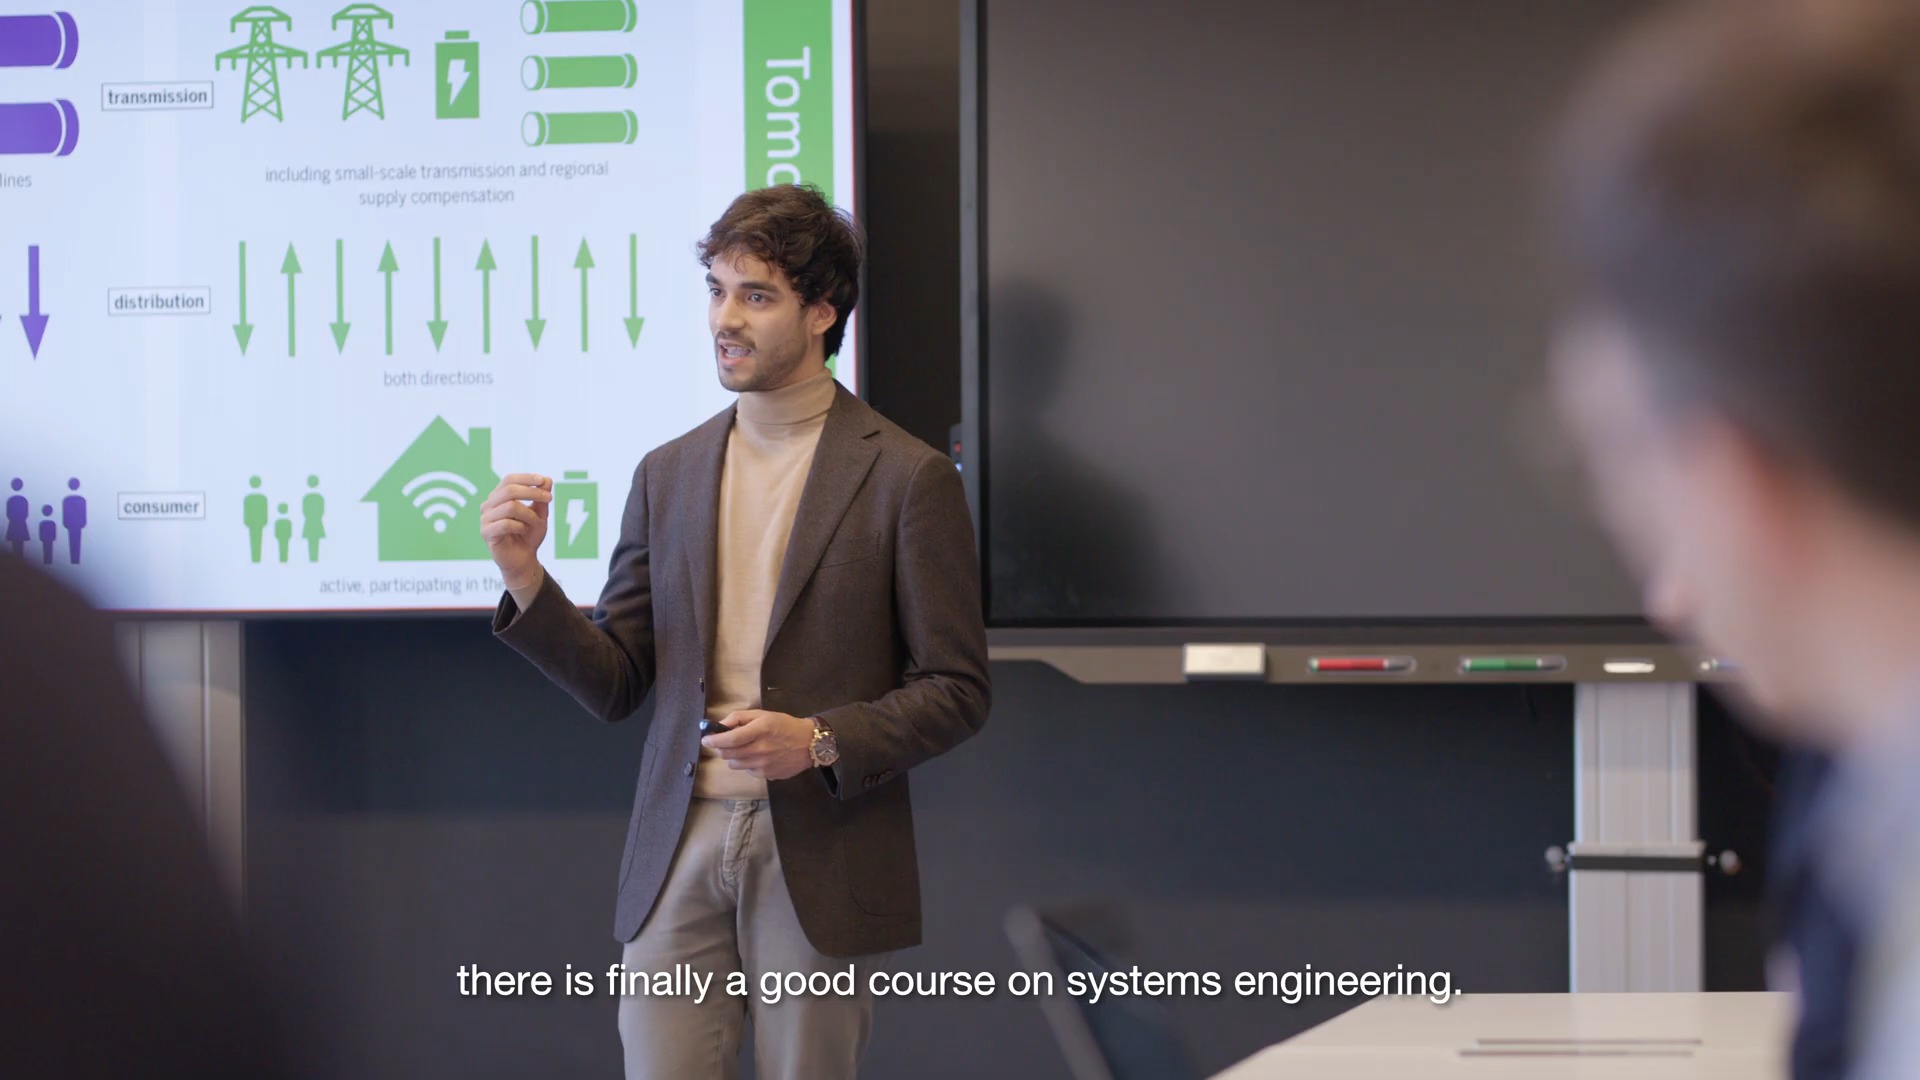 transmission
lines
including small-scale transmission and regional
supply compensation
distribution
both directions
consumer
active, participating in the
there is finally a good course on systems engineering.